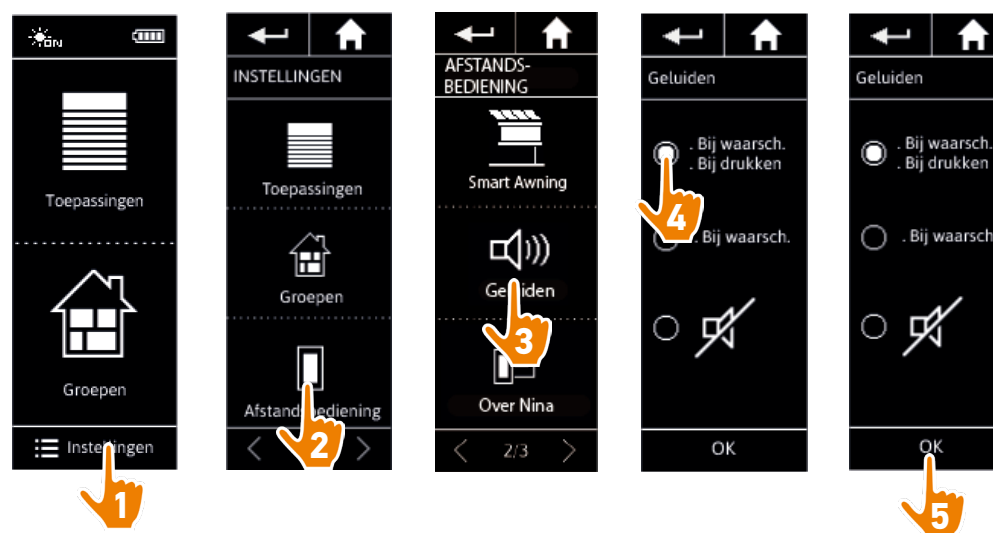 ON
Toepassingen
Groepen
Instellingen
1
INSTELLINGEN
Toepassingen
Groepen
Afstandsbediening
2
AFSTANDS-
BEDIENING
Smart Awning
Geluiden
3
Over Nina
2/3
Geluiden
. Bij waarsch.
. Bij drukken
4
. Bij waarsch.
OK
Geluiden
. Bij waarsch.
. Bij drukken
. Bij waarsch
OK
5